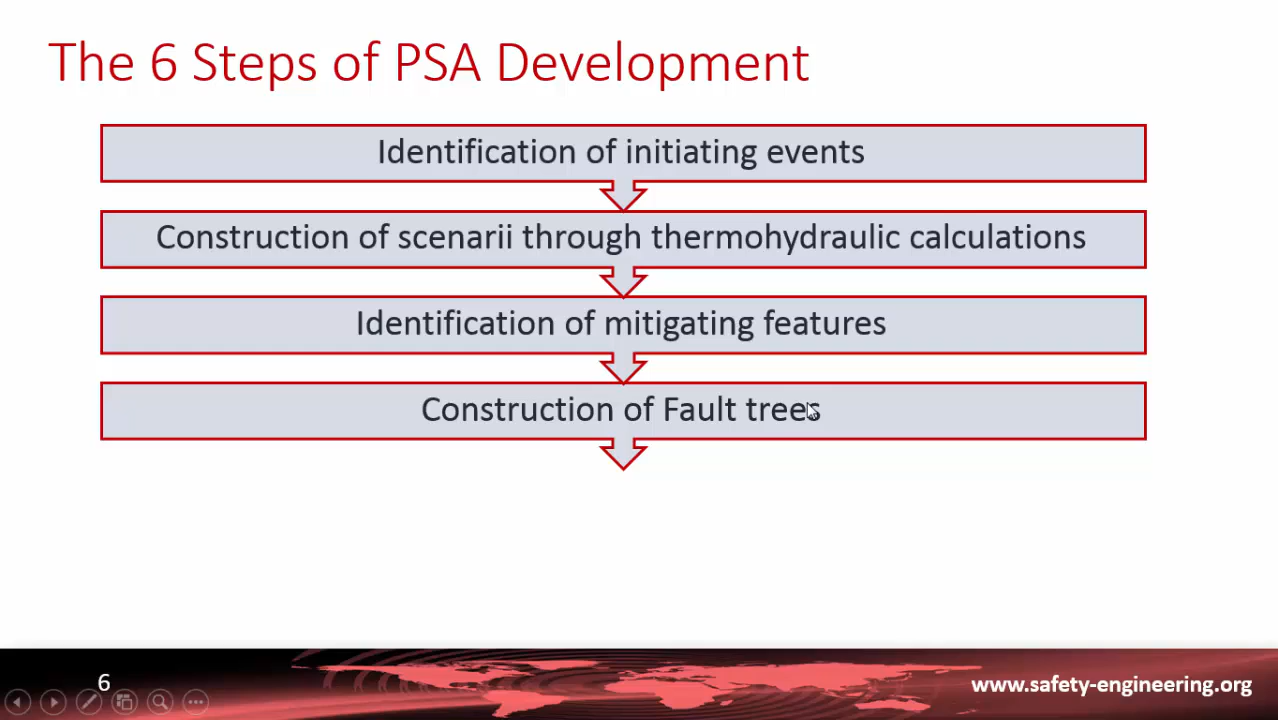 The 6 Steps of PSA Development
Identification of initiating events
Construction of scenarii through thermohydraulic calculations
Identification of mitigating features
Construction of Fault trees
6
www.safety-engineering.org